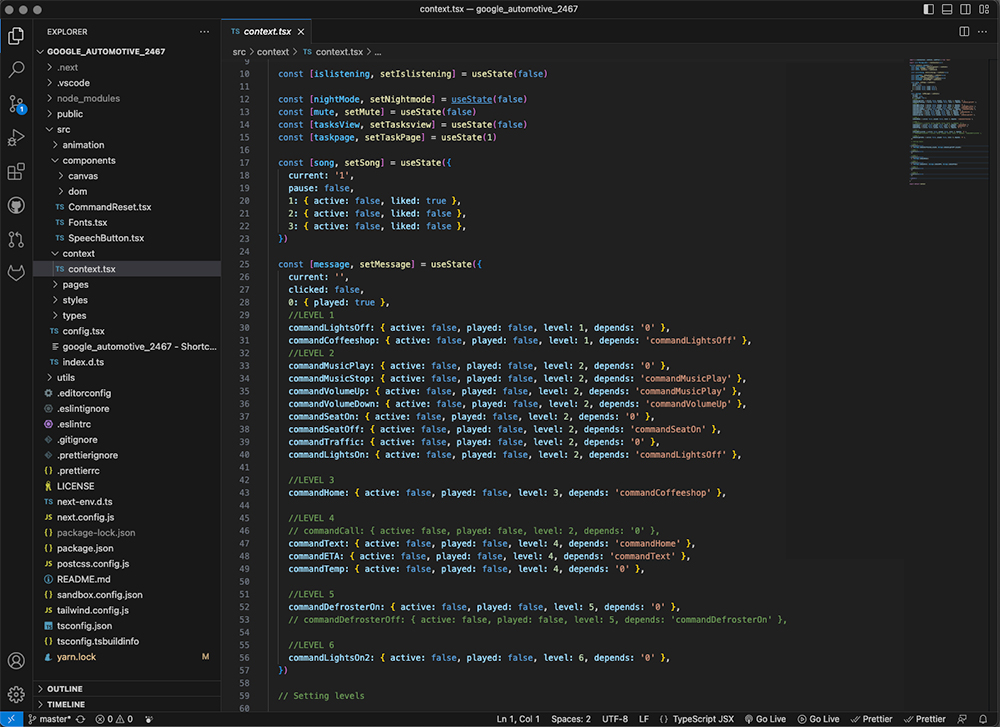 context.tsx — google_automotive_2467
EXPLORER
GOOGLE_AUTOMOTIVE_2467
.next
.vscode
node_modules
public
src
animation
components
canvas
dom
TS CommandReset.tsx
TS Fonts.tsx
TS SpeechButton.tsx
context
TS context.tsx
pages
styles
types
TS config.tsx
google_automotive_2467 - Shortc...
TS index.d.ts
utils
.editorconfig
.eslintignore
.eslintrc
.gitignore
.prettierignore
{} .prettierrc
LICENSE
TS next-env.d.ts
JS next.config.js
{} package-lock.json
{} package.json
JS postcss.config.js
README.md
{} sandbox.config.json
JS tailwind.config.js
tsconfig.json
{} tsconfig.tsbuildinfo
yarn.lock M
OUTLINE
TIMELINE
1
TS context.tsx
src > context > TS context.tsx > ...
9
10 const [islistening, setIslistening] = useState(false)
11
12 const [nightMode, setNightmode] = useState(false)
13 const [mute, setMute] = useState(false)
14 const [tasksView, setTasksview] = useState(false)
15 const [taskpage, setTaskPage] = useState(1)
16
17 const [song, setSong] = useState({
18 current: '1',
19 pause: false,
20 1: { active: false, liked: true },
21 2: { active: false, liked: false },
22 3: { active: false, liked: false },
23 })
24
25 const [message, setMessage] = useState({
26 current: '',
27 clicked: false,
28 0: { played: true },
29 //LEVEL 1
30 commandLightsOff: { active: false, played: false, level: 1, depends: '0' },
31 commandCoffeeshop: { active: false, played: false, level: 1, depends: 'commandLightsOff' },
32 //LEVEL 2
33 commandMusicPlay: { active: false, played: false, level: 2, depends: '0' },
34 commandMusicStop: { active: false, played: false, level: 2, depends: 'commandMusicPlay' },
35 commandVolumeUp: { active: false, played: false, level: 2, depends: 'commandMusicPlay' },
36 commandVolumeDown: { active: false, played: false, level: 2, depends: 'commandVolumeUp' },
37 commandSeatOn: { active: false, played: false, level: 2, depends: '0' },
38 commandSeatOff: { active: false, played: false, level: 2, depends: 'commandSeatOn' },
39 commandTraffic: { active: false, played: false, level: 2, depends: '0' },
40 commandLightsOn: { active: false, played: false, level: 2, depends: 'commandLightsOff' },
41
42 //LEVEL 3
43 commandHome: { active: false, played: false, level: 3, depends: 'commandCoffeeshop' },
44
45 //LEVEL 4
46 // commandCall: { active: false, played: false, level: 2, depends: '0' },
47 commandText: { active: false, played: false, level: 4, depends: 'commandHome' },
48 commandETA: { active: false, played: false, level: 4, depends: 'commandText' },
49 commandTemp: { active: false, played: false, level: 4, depends: '0' },
50
51 //LEVEL 5
52 commandDefrosterOn: { active: false, played: false, level: 5, depends: '0' },
53 // commandDefrosterOff: { active: false, played: false, level: 5, depends: 'commandDefrosterOn' },
54
55 //LEVEL 6
56 commandLightsOn2: { active: false, played: false, level: 6, depends: '0' },
57 })
58
59 // Setting levels
60
master* 0 0 Ln 1, Col 1 Spaces: 2 UTF-8 LF {} TypeScript JSX Go Live Go Live Prettier Prettier